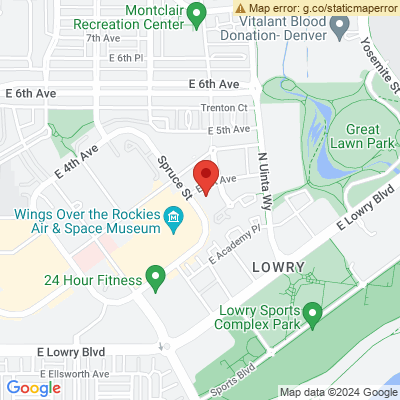 Montclair
Recreation Center
Map error: g.co/staticmaperror
Vitalant Blood
Donation- Denver
7th Ave
E 6th Pl
Yosemite St
E 6th Ave
E 6th Ave
Trenton Ct
E 5th Ave
Great
Lawn Park
E 4th Ave
Spruce St
N Uinta Wy
Ave
E Lowry Blvd
Wings Over the Rockies
Air & Space Museum
E Academy Pl
LOWRY
24 Hour Fitness
Lowry Sports
Complex Park
E Lowry Blvd
E Ellsworth Ave
Sports Blvd
Google
Map data ©2024 Google